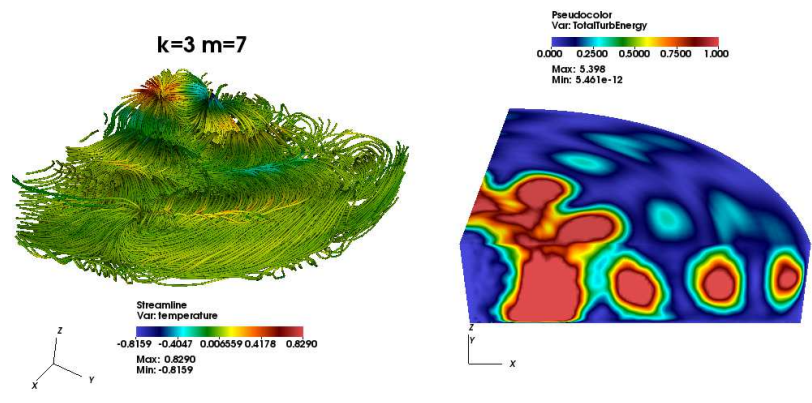 k=3 m=7
Streamline
Var: temperature
-0.8159 -0.4047 0.006559 0.4178 0.8290
Max: 0.8290
Min: -0.8159
Z
X
Y
Pseudocolor
Var: TotalTurbEnergy
0.000 0.2500 0.5000 0.7500 1.000
Max: 5.398
Min: 5.461e-12
Z
Y
X